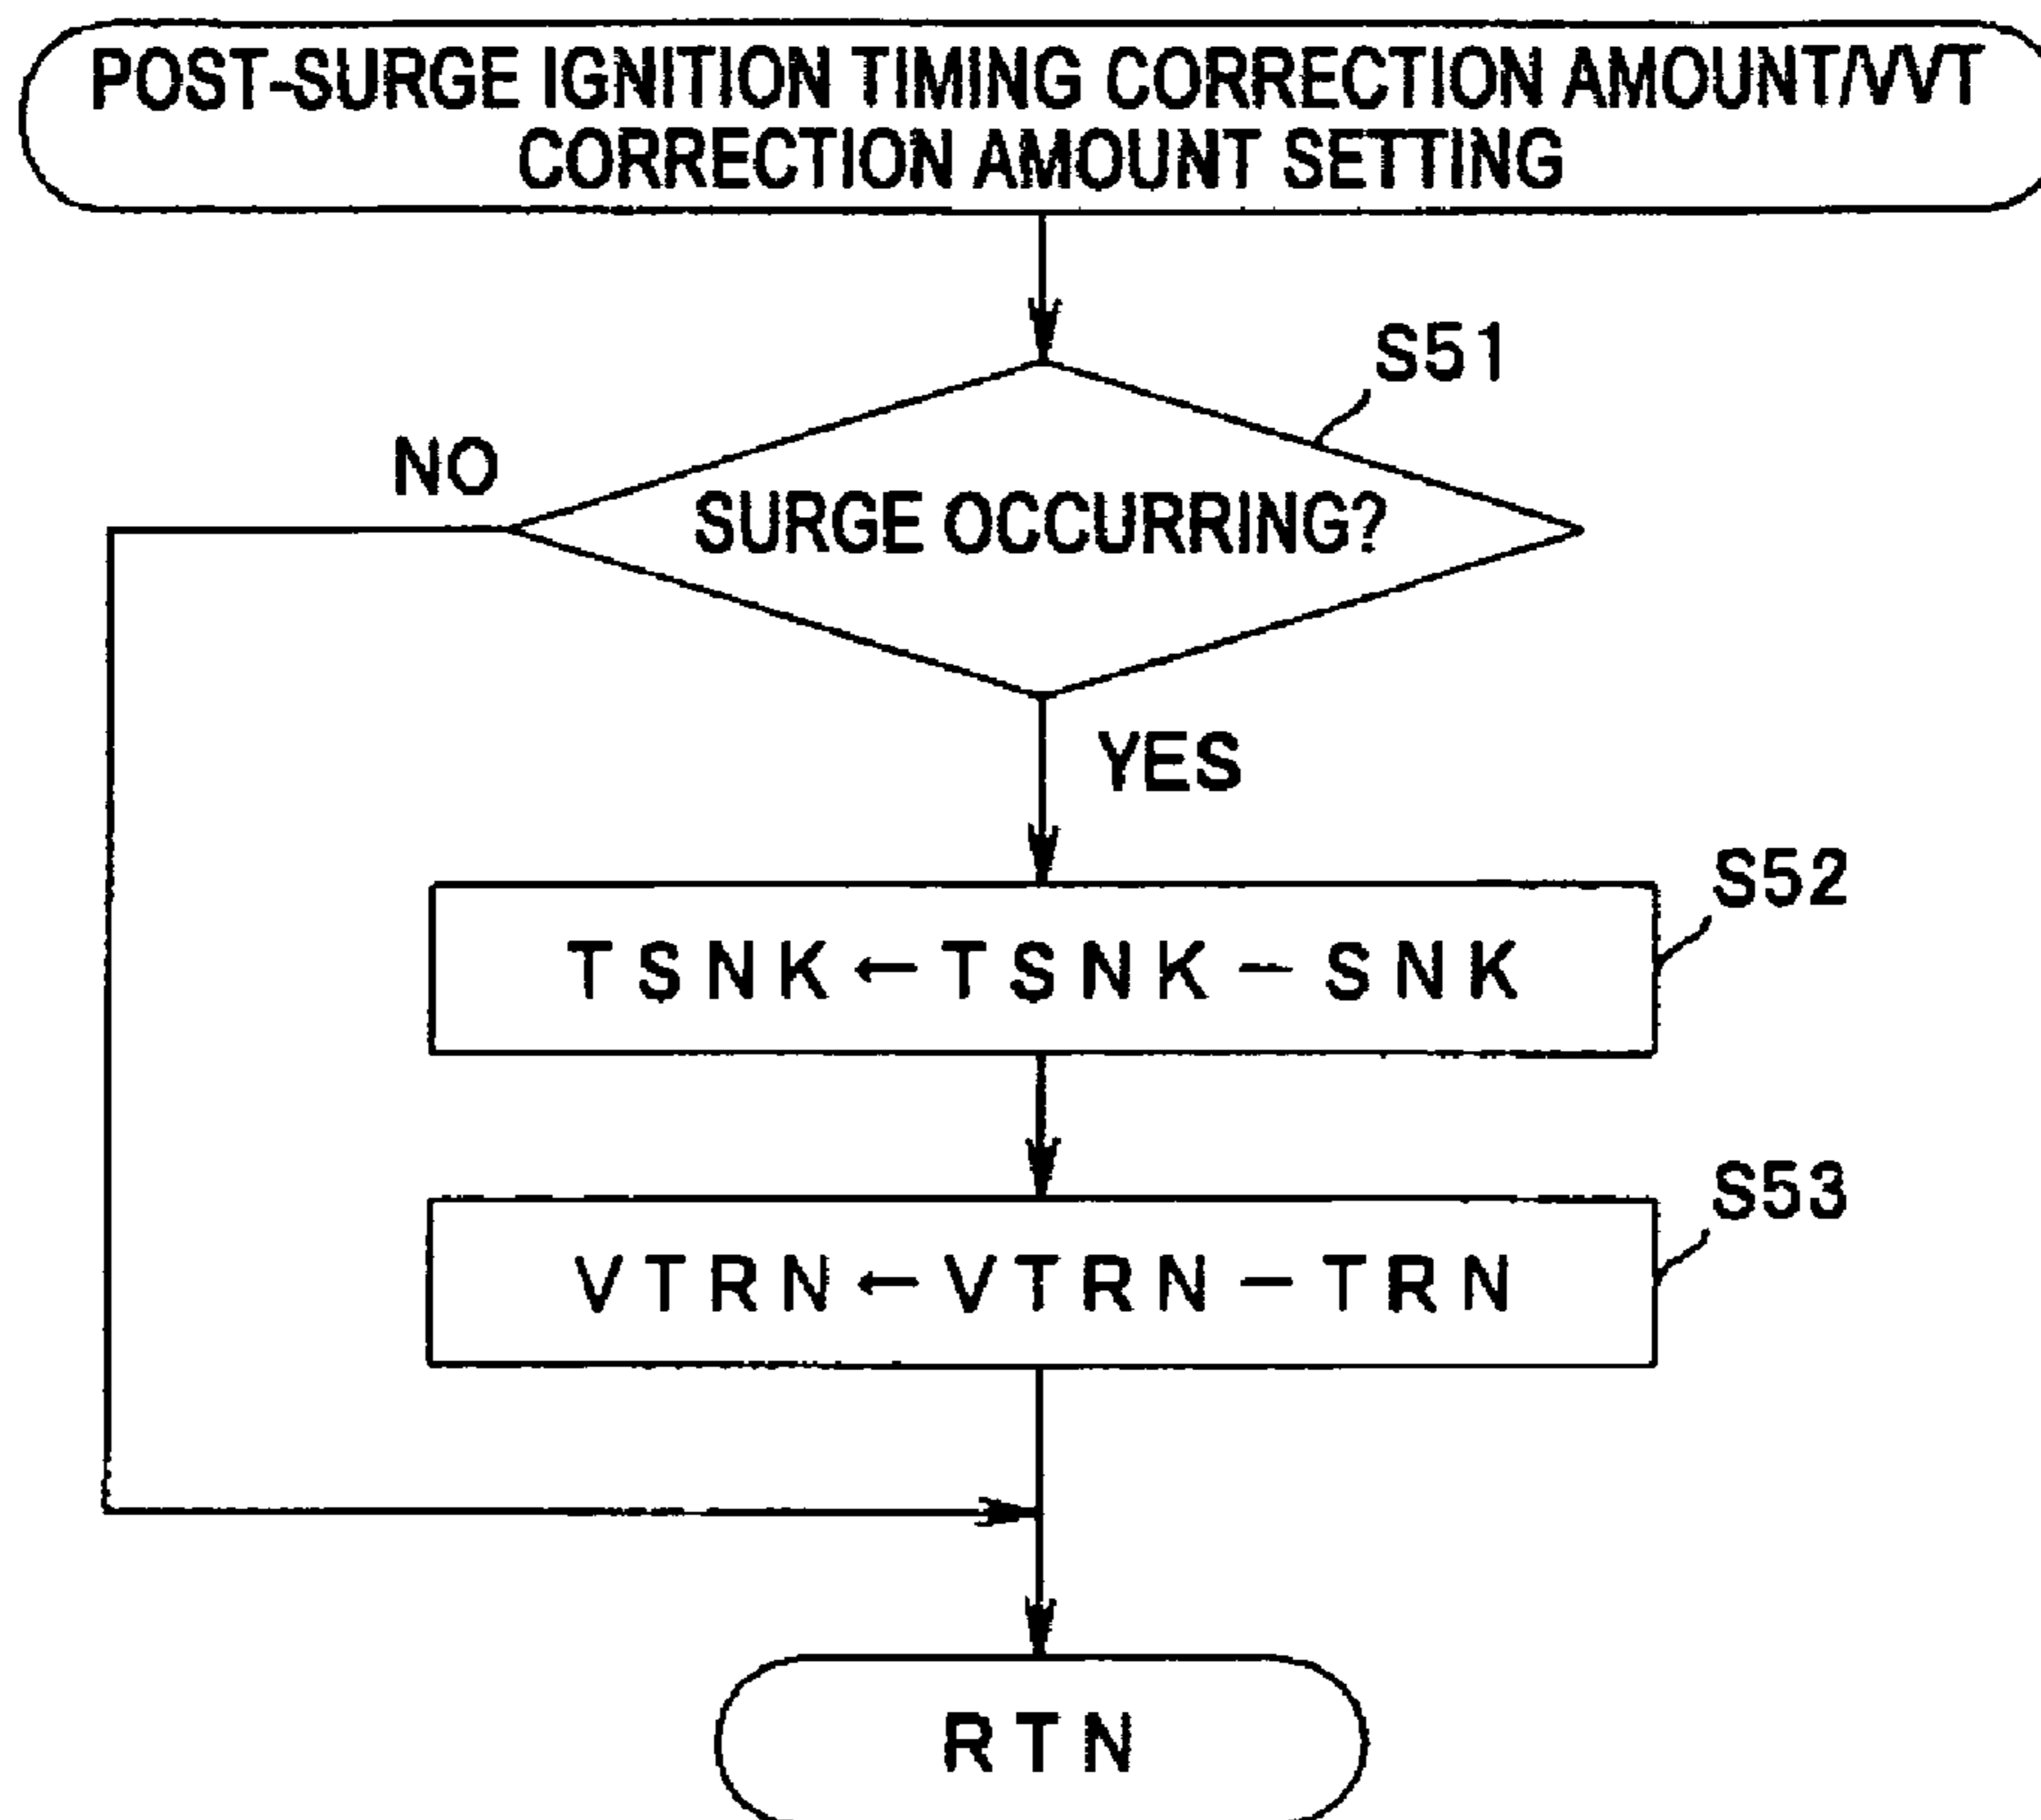 POST-SURGE IGNITION TIMING CORRECTION AMOUNT/VVT
CORRECTION AMOUNT SETTING
S51
NO
SURGE OCCURRING?
YES
S52
TSNK←TSNK−SNK
S53
VTRN←VTRN−TRN
RTN